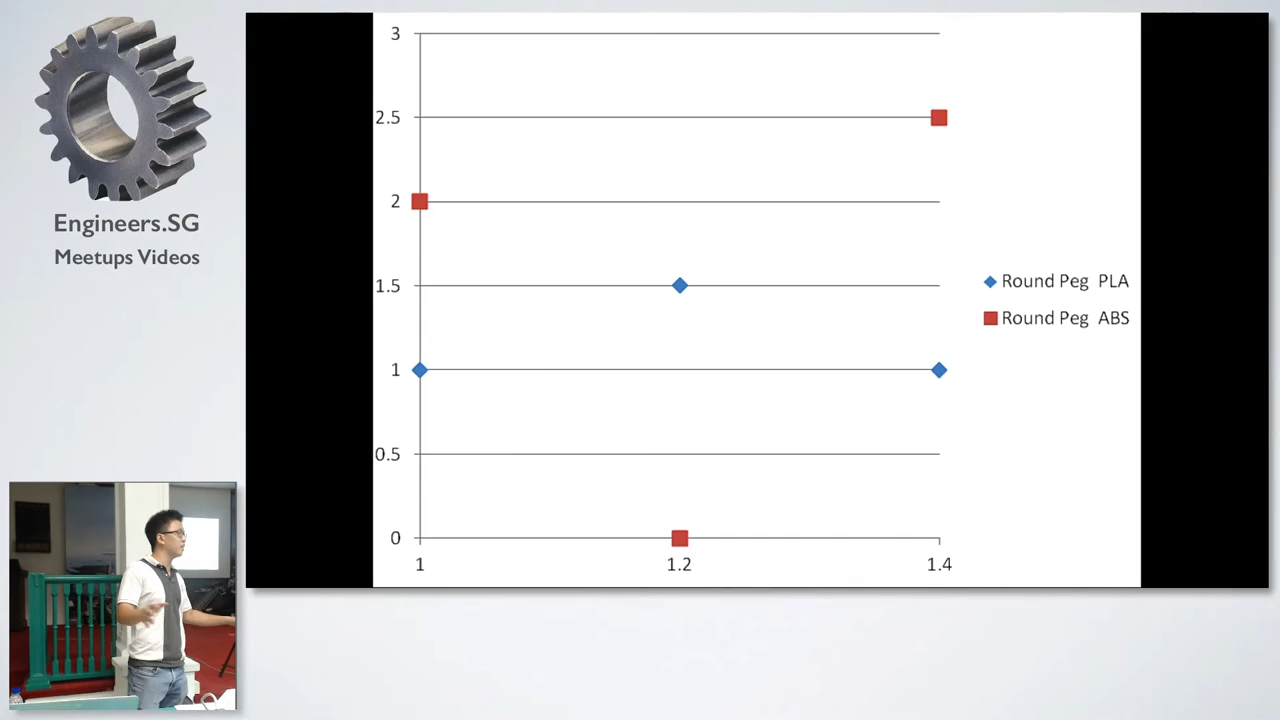 Engineers.SG
Meetups Videos
3
2.5
2
1.5
1
0.5
0
1
1.2
1.4
Round Peg PLA
Round Peg ABS